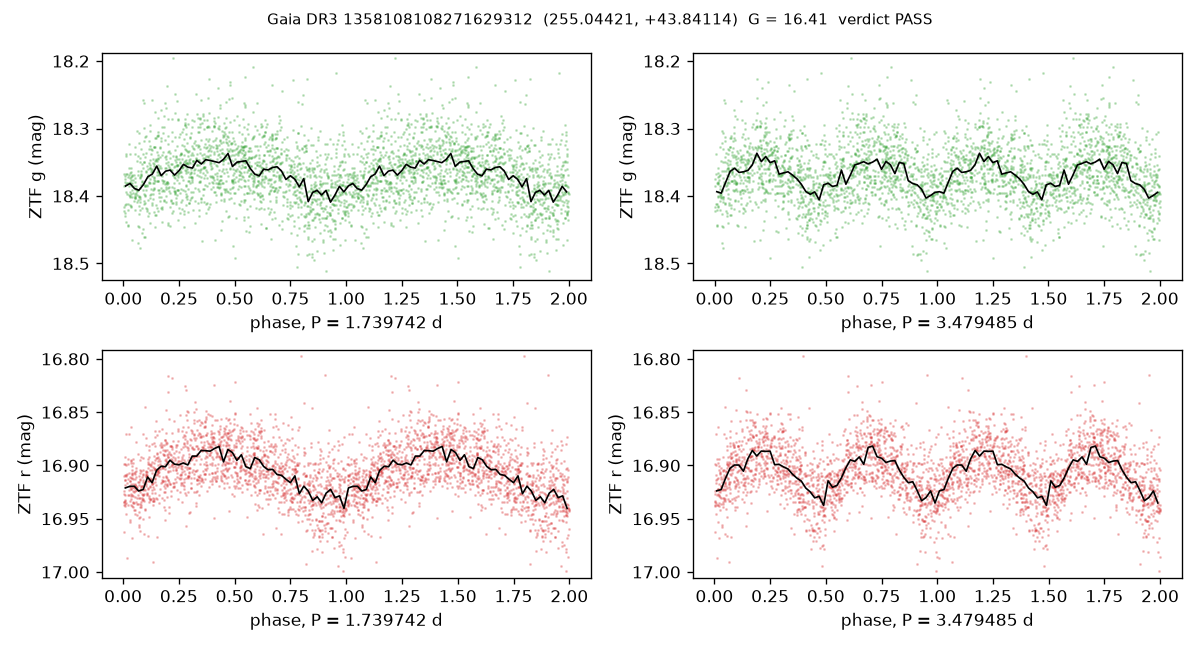 Gaia DR3 1358108108271629312 (255.04421, +43.84114) G = 16.41 verdict PASS
ZTF g (mag)
18.2
18.3
18.4
18.5
0.00 0.25 0.50 0.75 1.00 1.25 1.50 1.75 2.00
phase, P = 1.739742 d
ZTF g (mag)
18.2
18.3
18.4
18.5
0.00 0.25 0.50 0.75 1.00 1.25 1.50 1.75 2.00
phase, P = 3.479485 d
ZTF r (mag)
16.80
16.85
16.90
16.95
17.00
0.00 0.25 0.50 0.75 1.00 1.25 1.50 1.75 2.00
phase, P = 1.739742 d
ZTF r (mag)
16.80
16.85
16.90
16.95
17.00
0.00 0.25 0.50 0.75 1.00 1.25 1.50 1.75 2.00
phase, P = 3.479485 d